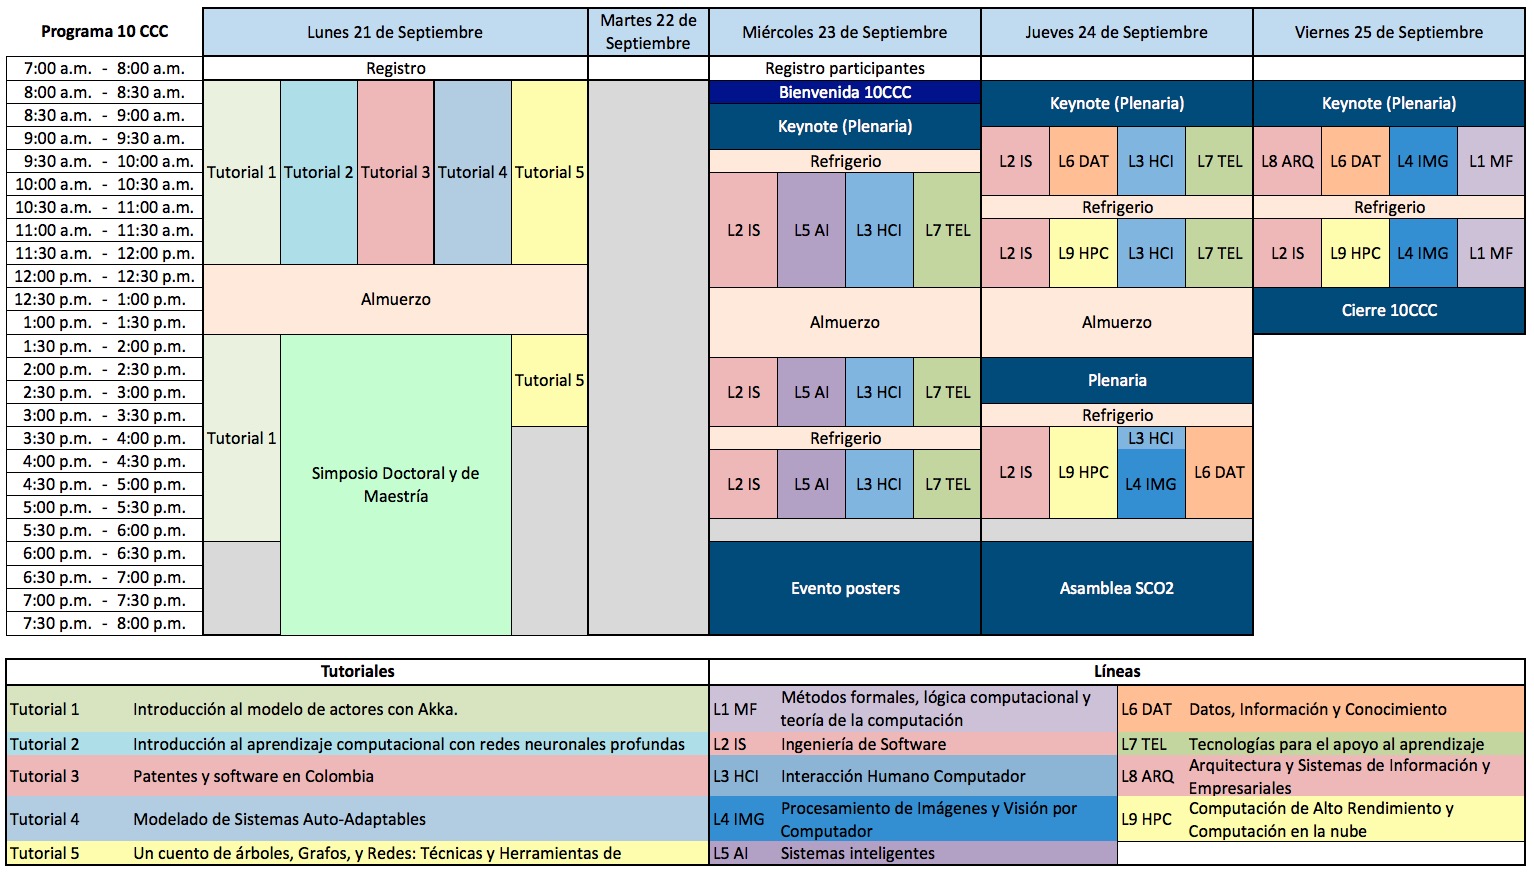 Programa 10 CCC
Lunes 21 de Septiembre
Martes 22 de
Septiembre
Miércoles 23 de Septiembre
Jueves 24 de Septiembre
Viernes 25 de Septiembre
7:00 a.m. - 8:00 a.m.
Registro
Registro participantes
8:00 a.m. - 8:30 a.m.
Bienvenida 10CCC
8:30 a.m. - 9:00 a.m.
Keynote (Plenaria)
Keynote (Plenaria)
Keynote (Plenaria)
9:00 a.m. - 9:30 a.m.
9:30 a.m. - 10:00 a.m.
Tutorial 1
Tutorial 2
Tutorial 3
Tutorial 4
Tutorial 5
Refrigerio
L2 IS
L6 DAT
L3 HCI
L7 TEL
L8 ARQ
L6 DAT
L4 IMG
L1 MF
10:00 a.m. - 10:30 a.m.
10:30 a.m. - 11:00 a.m.
Refrigerio
Refrigerio
11:00 a.m. - 11:30 a.m.
L2 IS
L5 AI
L3 HCI
L7 TEL
11:30 a.m. - 12:00 p.m.
L2 IS
L9 HPC
L3 HCI
L7 TEL
L2 IS
L9 HPC
L4 IMG
L1 MF
12:00 p.m. - 12:30 p.m.
12:30 p.m. - 1:00 p.m.
Almuerzo
Cierre 10CCC
1:00 p.m. - 1:30 p.m.
Almuerzo
Almuerzo
1:30 p.m. - 2:00 p.m.
2:00 p.m. - 2:30 p.m.
Tutorial 5
Plenaria
2:30 p.m. - 3:00 p.m.
L2 IS
L5 AI
L3 HCI
L7 TEL
3:00 p.m. - 3:30 p.m.
Refrigerio
3:30 p.m. - 4:00 p.m.
Tutorial 1
Refrigerio
L3 HCI
4:00 p.m. - 4:30 p.m.
Simposio Doctoral y de
Maestría
L2 IS
L9 HPC
L6 DAT
4:30 p.m. - 5:00 p.m.
L2 IS
L5 AI
L3 HCI
L7 TEL
L4 IMG
5:00 p.m. - 5:30 p.m.
5:30 p.m. - 6:00 p.m.
6:00 p.m. - 6:30 p.m.
6:30 p.m. - 7:00 p.m.
Evento posters
Asamblea SCO2
7:00 p.m. - 7:30 p.m.
7:30 p.m. - 8:00 p.m.
Tutoriales
Tutorial 1 Introducción al modelo de actores con Akka.
Tutorial 2 Introducción al aprendizaje computacional con redes neuronales profundas
Tutorial 3 Patentes y software en Colombia
Tutorial 4 Modelado de Sistemas Auto-Adaptables
Tutorial 5 Un cuento de árboles, Grafos, y Redes: Técnicas y Herramientas de
Líneas
L1 MF Métodos formales, lógica computacional y
teoría de la computación
L2 IS Ingeniería de Software
L3 HCI Interacción Humano Computador
L4 IMG Procesamiento de Imágenes y Visión por
Computador
L5 AI Sistemas inteligentes
L6 DAT Datos, Información y Conocimiento
L7 TEL Tecnologías para el apoyo al aprendizaje
L8 ARQ Arquitectura y Sistemas de Información y
Empresariales
L9 HPC Computación de Alto Rendimiento y
Computación en la nube